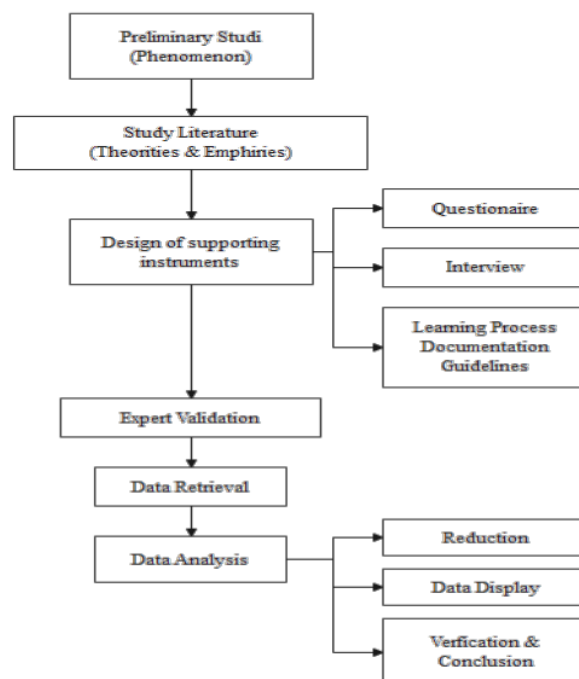 Preliminary Studi
(Phenomenon)
Study Literature
(Theorities & Emphiries)
Design of supporting
instruments
Questionaire
Interview
Learning Process
Documentation
Guidelines
Expert Validation
Data Retrieval
Data Analysis
Reduction
Data Display
Verfication &
Conclusion